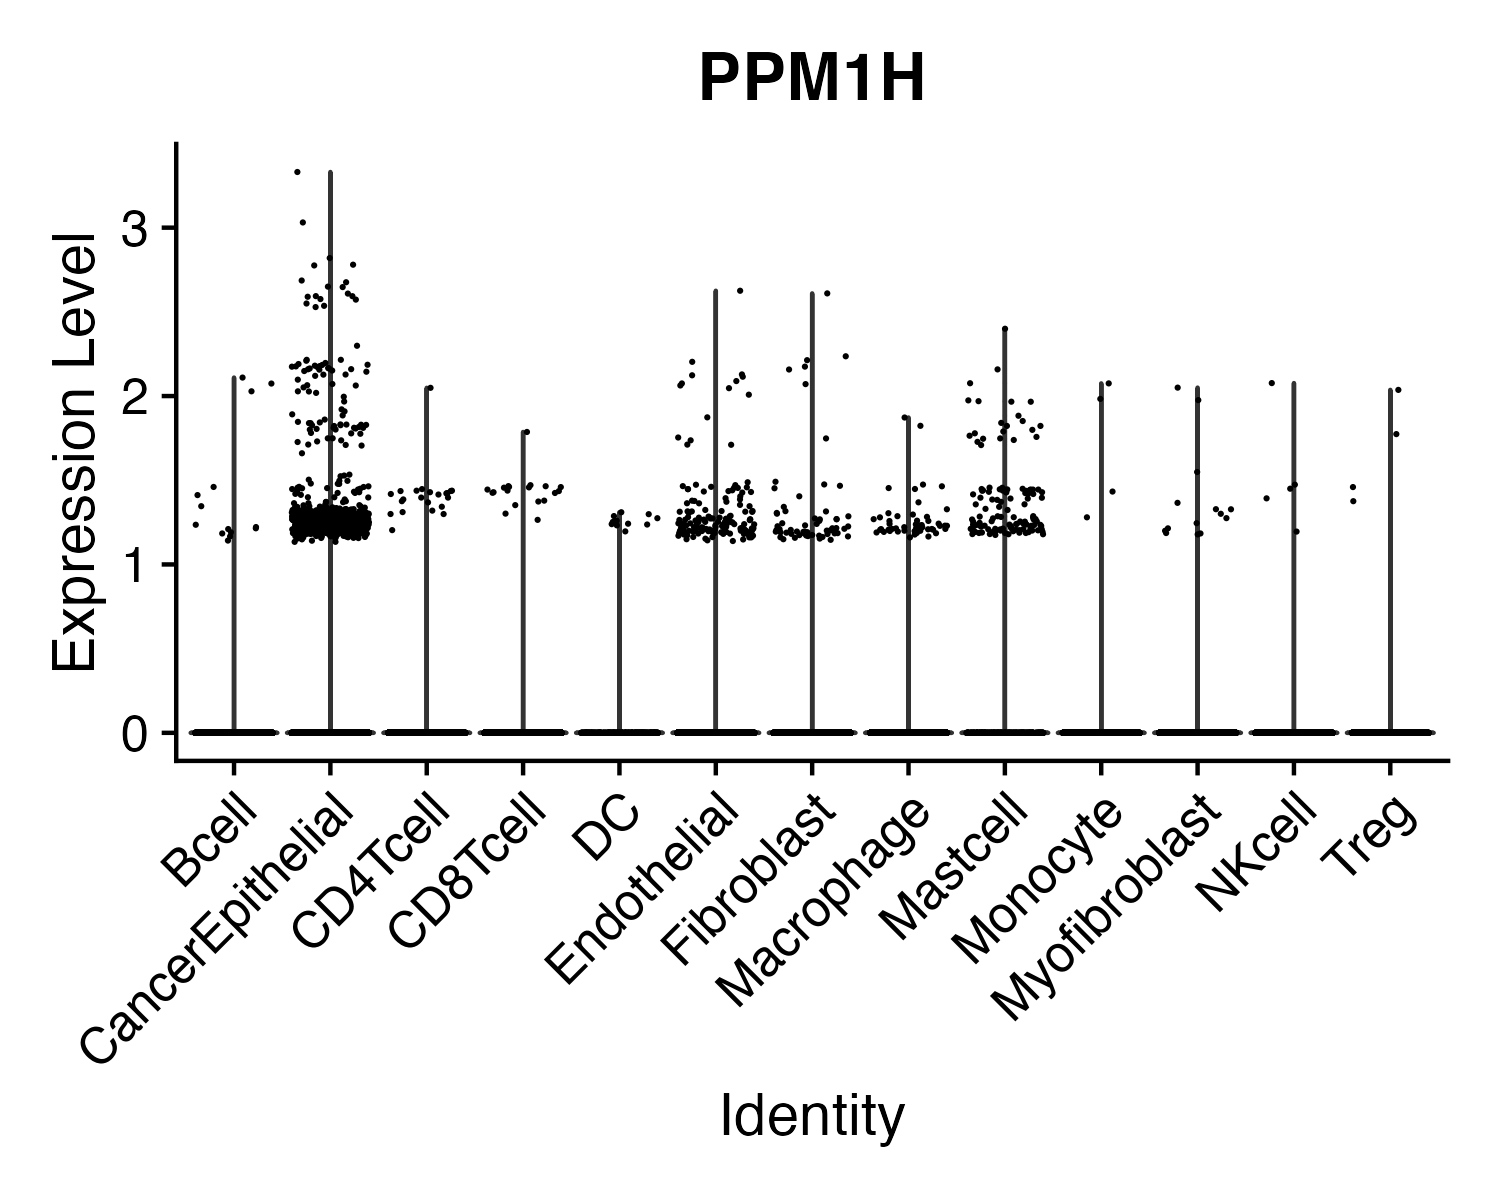 PPM1H
Expression Level
3
2
1
0
Bcell
CancerEpithelial
CD4Tcell
CD8Tcell
DC
Endothelial
Fibroblast
Macrophage
Mastcell
Monocyte
Myofibroblast
NKcell
Treg
Identity